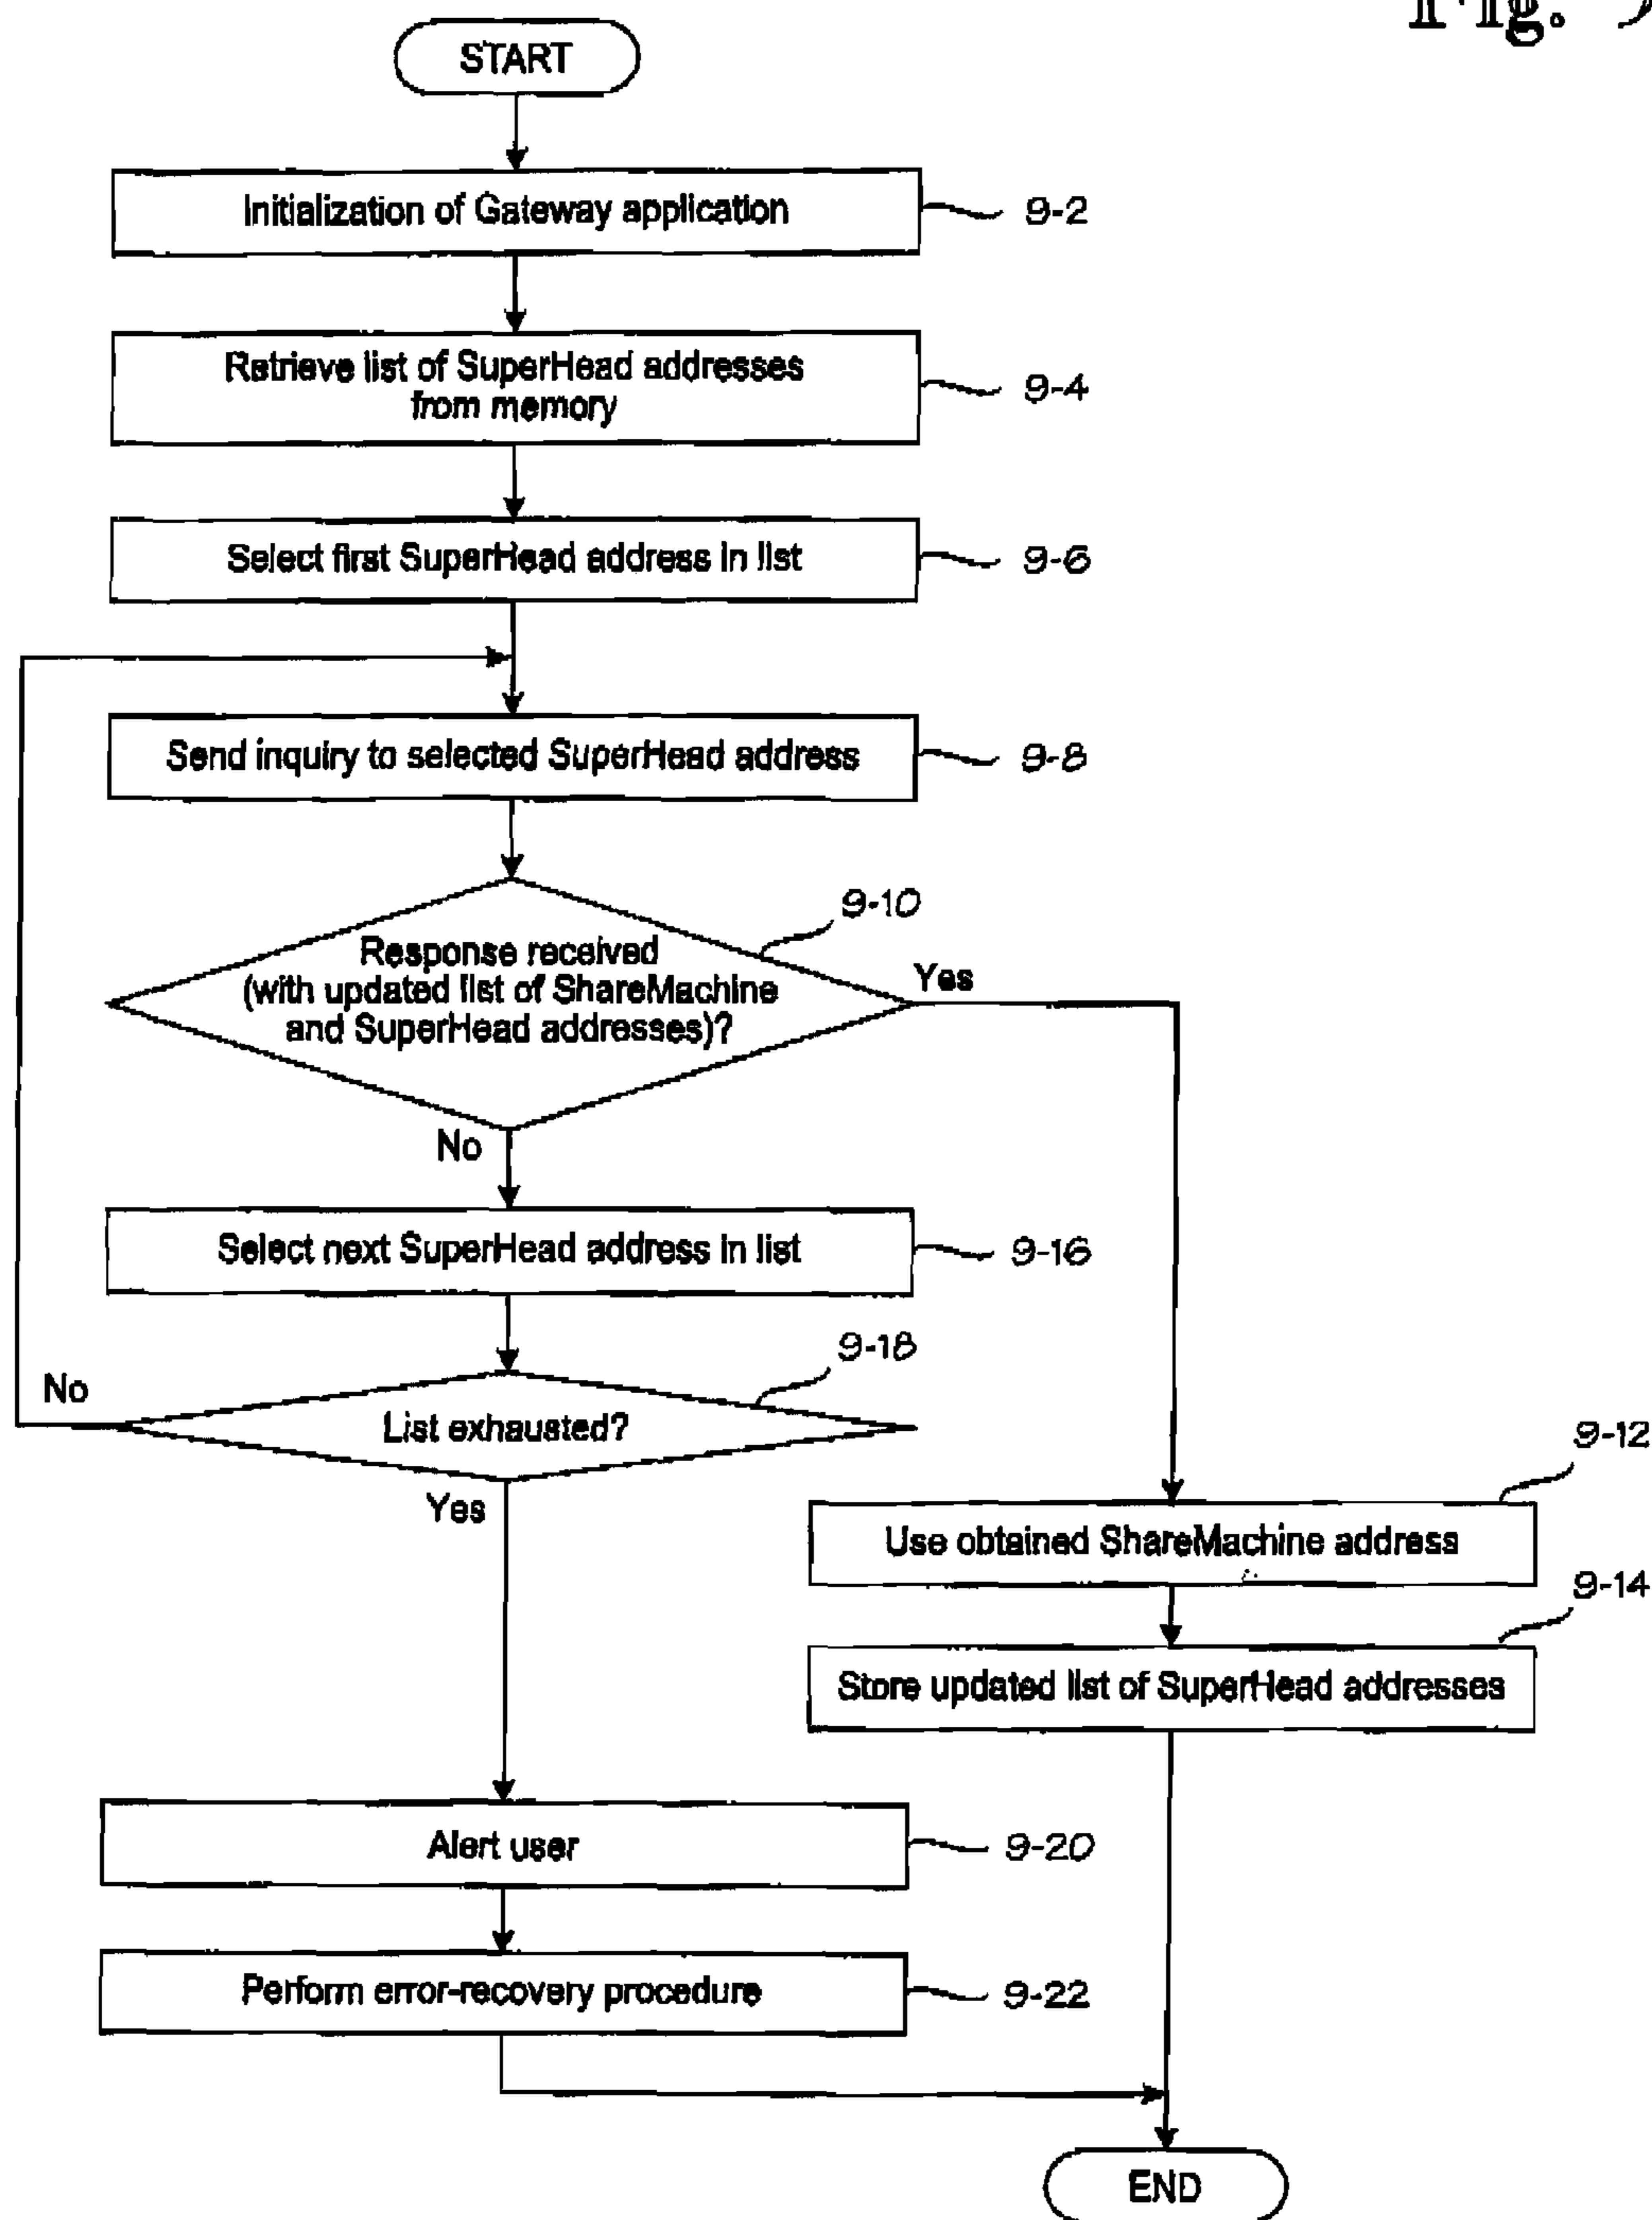 Fig. 9
START
Initialization of Gateway application
9-2
Retrieve list of SuperHead addresses
from memory
9-4
Select first SuperHead address in list
9-6
Send inquiry to selected SuperHead address
9-8
9-10
Response received
(with updated list of ShareMachine
and SuperHead addresses)?
Yes
No
Select next SuperHead address in list
9-16
9-18
No
List exhausted?
Yes
9-12
Use obtained ShareMachine address
9-14
Store updated list of SuperHead addresses
Alert user
9-20
Perform error-recovery procedure
9-22
END